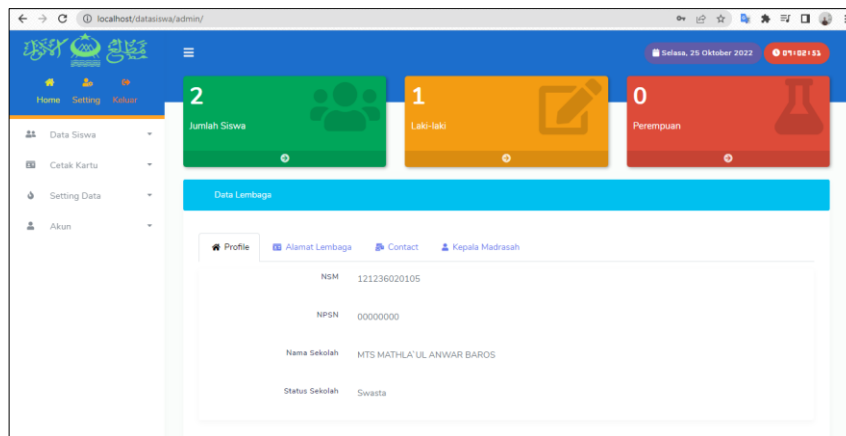 localhost/datasiswa/admin/
Selasa, 25 Oktober 2022
09:02:53
Home Setting Keluar
2
Jumlah Siswa
1
Laki-laki
0
Perempuan
Data Siswa
Cetak Kartu
Setting Data
Akun
Data Lembaga
Profile Alamat Lembaga Contact Kepala Madrasah
NSM 121236020105
NPSN 00000000
Nama Sekolah MTS MATHLA'UL ANWAR BAROS
Status Sekolah Swasta